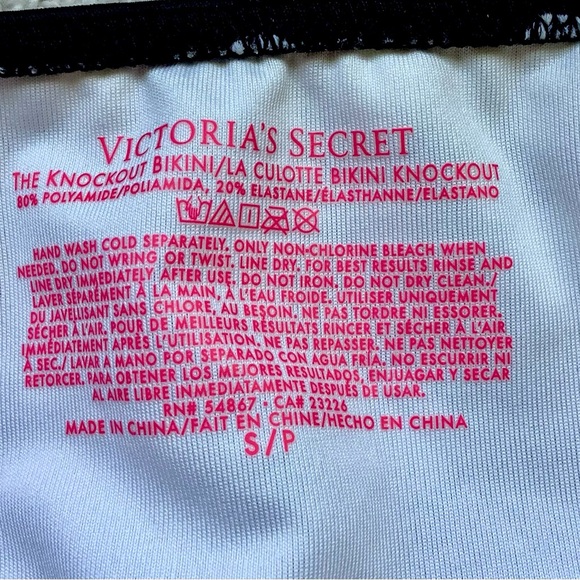 VICTORIA'S SECRET
THE KNOCKOUT BIKINI/LA CULOTTE BIKINI KNOCKOUT
80% POLYAMIDE/POLIAMIDA, 20% ELASTANE/ÉLASTHANNE/ELASTANO
HAND WASH COLD SEPARATELY. ONLY NON-CHLORINE BLEACH WHEN
NEEDED. DO NOT WRING OR TWIST. LINE DRY. FOR BEST RESULTS RINSE AND
LINE DRY IMMEDIATELY AFTER USE. DO NOT IRON. DO NOT DRY CLEAN./
LAVER SÉPARÉMENT À LA MAIN, À L'EAU FROIDE. UTILISER UNIQUEMENT
DU JAVELLISANT SANS CHLORE, AU BESOIN. NE PAS TORDRE NI ESSORER.
SÉCHER À L'AIR. POUR DE MEILLEURS RÉSULTATS RINCER ET SÉCHER À L'AIR
IMMÉDIATEMENT APRÈS L'UTILISATION. NE PAS REPASSER. NE PAS NETTOYER
À SEC./ LAVAR A MANO POR SEPARADO CON AGUA FRÍA. NO ESCURRIR NI
RETORCER. PARA OBTENER LOS MEJORES RESULTADOS, ENJUAGAR Y SECAR
AL AIRE LIBRE INMEDIATAMENTE DESPUÉS DE USAR.
RN# 54867 · CA# 23226
MADE IN CHINA/FAIT EN CHINE/HECHO EN CHINA
S/P